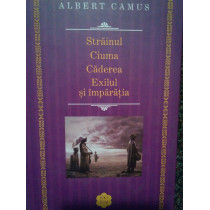 ALBERT CAMUS
Străinul
Ciuma
Căderea
Exilul
și împărăția